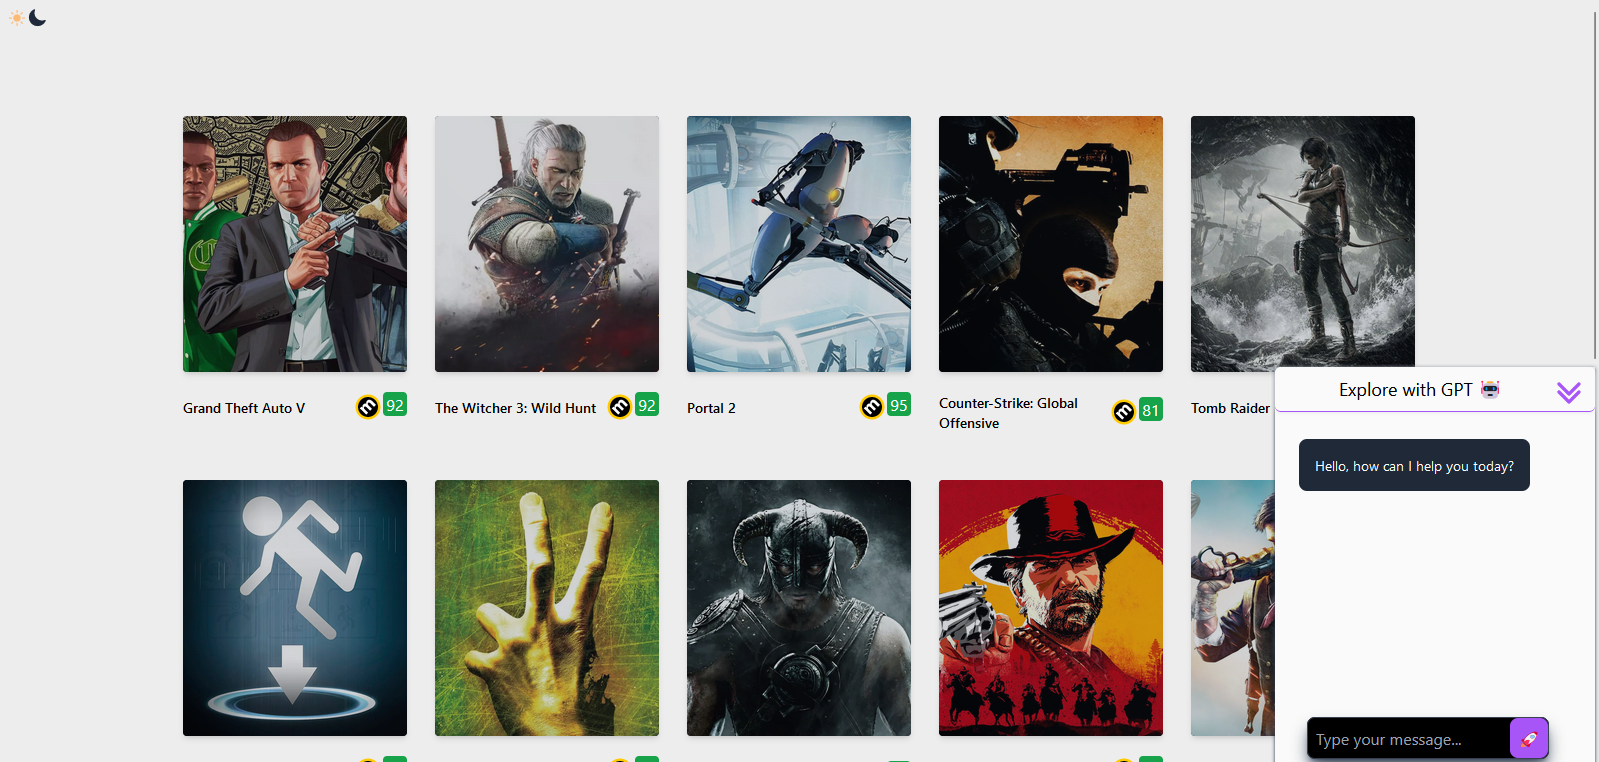 Grand Theft Auto V
92
The Witcher 3: Wild Hunt
92
Portal 2
95
Counter-Strike: Global
Offensive
81
Tomb Raider
Explore with GPT
Hello, how can I help you today?
Type your message...